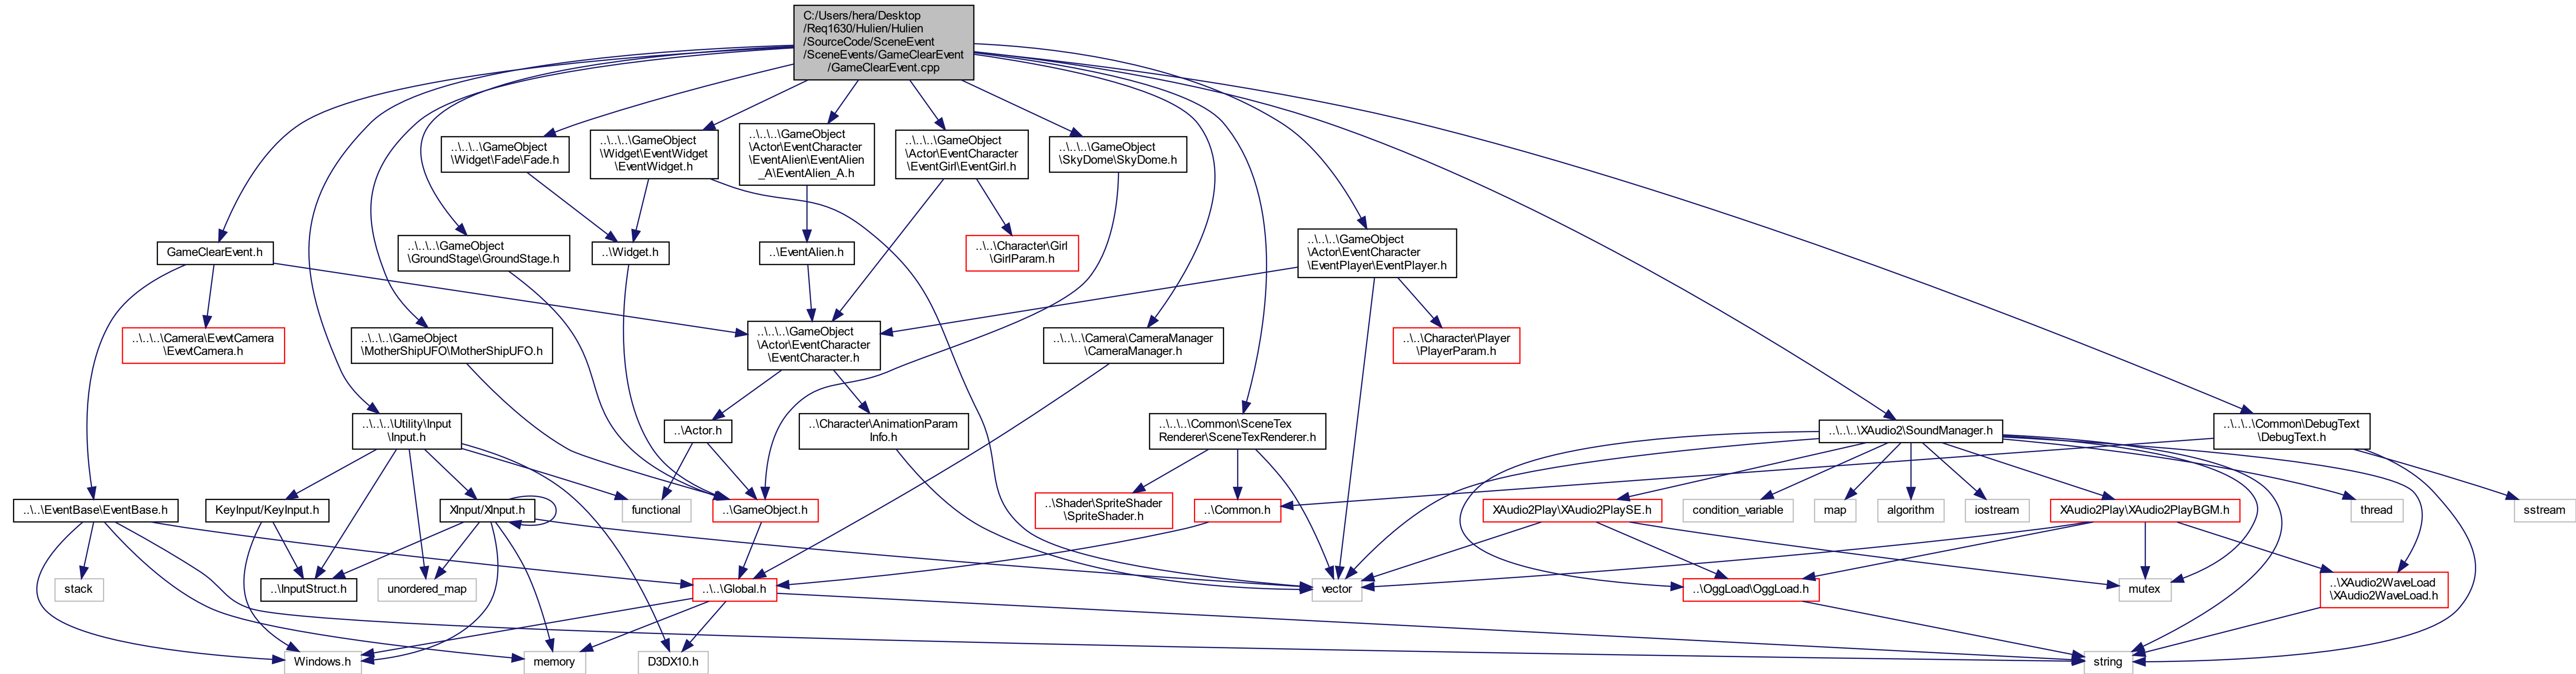 C:/Users/hera/Desktop
/Req1630/Hulien/Hulien
/SourceCode/SceneEvent
/SceneEvents/GameClearEvent
/GameClearEvent.cpp
..\..\..\GameObject
\Widget\Fade\Fade.h
..\..\..\GameObject
\Widget\EventWidget
\EventWidget.h
..\..\..\GameObject
\Actor\EventCharacter
\EventAlien\EventAlien
_A\EventAlien_A.h
..\..\..\GameObject
\Actor\EventCharacter
\EventGirl\EventGirl.h
..\..\..\GameObject
\SkyDome\SkyDome.h
GameClearEvent.h
..\..\..\GameObject
\GroundStage\GroundStage.h
..\Widget.h
..\EventAlien.h
..\..\Character\Girl
\GirlParam.h
..\..\..\GameObject
\Actor\EventCharacter
\EventPlayer\EventPlayer.h
..\..\..\Camera\EvevtCamera
\EvevtCamera.h
..\..\..\GameObject
\MotherShipUFO\MotherShipUFO.h
..\..\..\GameObject
\Actor\EventCharacter
\EventCharacter.h
..\..\..\Camera\CameraManager
\CameraManager.h
..\..\Character\Player
\PlayerParam.h
..\..\..\Utility\Input
\Input.h
..\Actor.h
..\Character\AnimationParam
Info.h
..\..\..\Common\SceneTex
Renderer\SceneTexRenderer.h
..\..\..\XAudio2\SoundManager.h
..\..\..\Common\DebugText
\DebugText.h
..\..\EventBase\EventBase.h
KeyInput/KeyInput.h
XInput/XInput.h
functional
..\GameObject.h
..\Shader\SpriteShader
\SpriteShader.h
..\Common.h
XAudio2Play\XAudio2PlaySE.h
condition_variable
map
algorithm
iostream
XAudio2Play\XAudio2PlayBGM.h
thread
sstream
stack
..\InputStruct.h
unordered_map
..\..\Global.h
vector
..\OggLoad\OggLoad.h
mutex
..\XAudio2WaveLoad
\XAudio2WaveLoad.h
Windows.h
memory
D3DX10.h
string